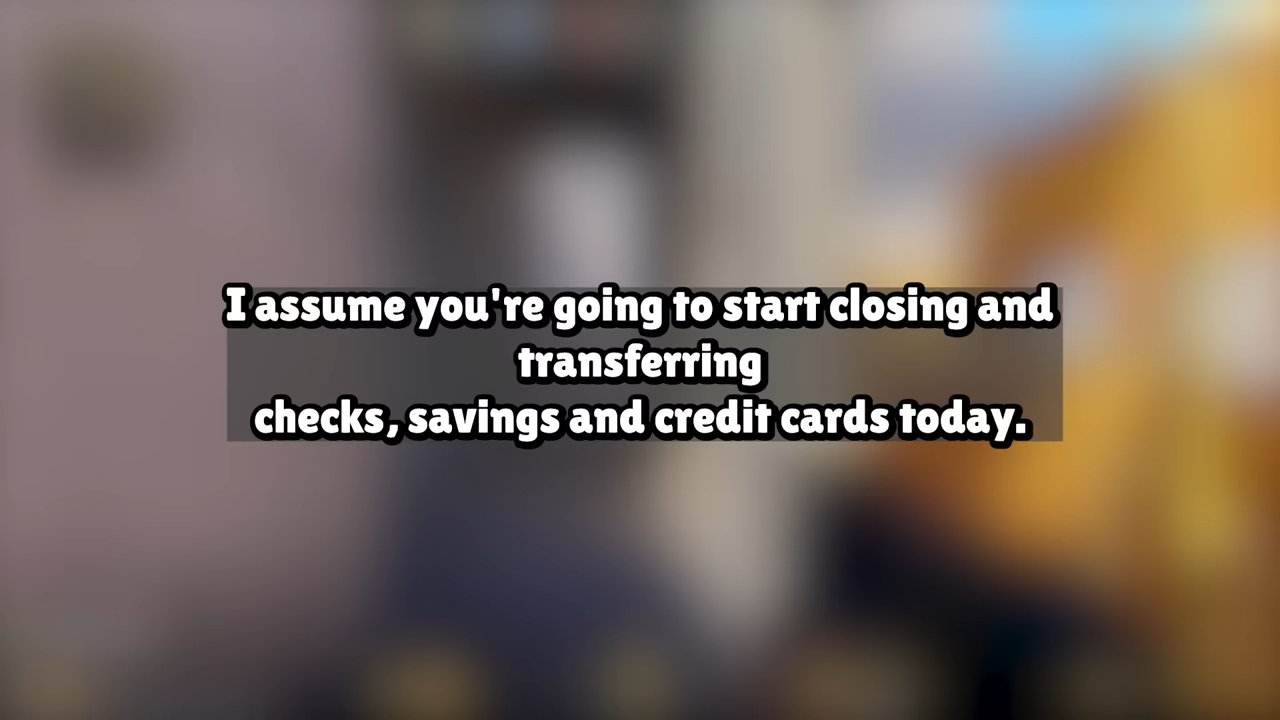 I assume you're going to start closing and
transferring
checks, savings and credit cards today.